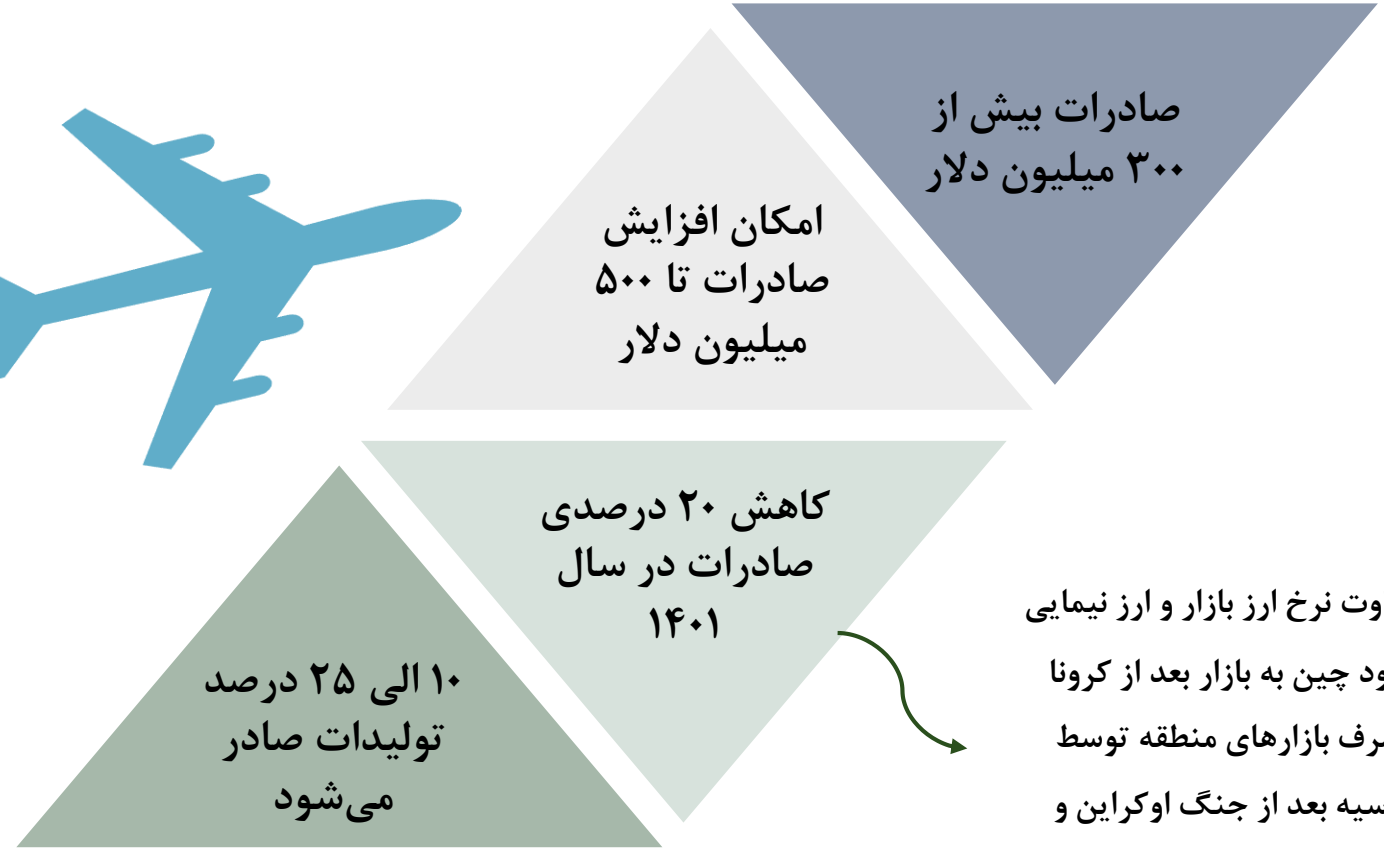 صادرات بیش از
۳۰۰ میلیون دلار
امکان افزایش
صادرات تا ۵۰۰
میلیون دلار
کاهش ۲۰ درصدی
صادرات در سال
۱۴۰۱
۱۰ الی ۲۵ درصد
تولیدات صادر
می‌شود
نرخ ارز بازار و ارز نیمایی
چین به بازار بعد از کرونا
بازارهای منطقه توسط
بعد از جنگ اوکراین و